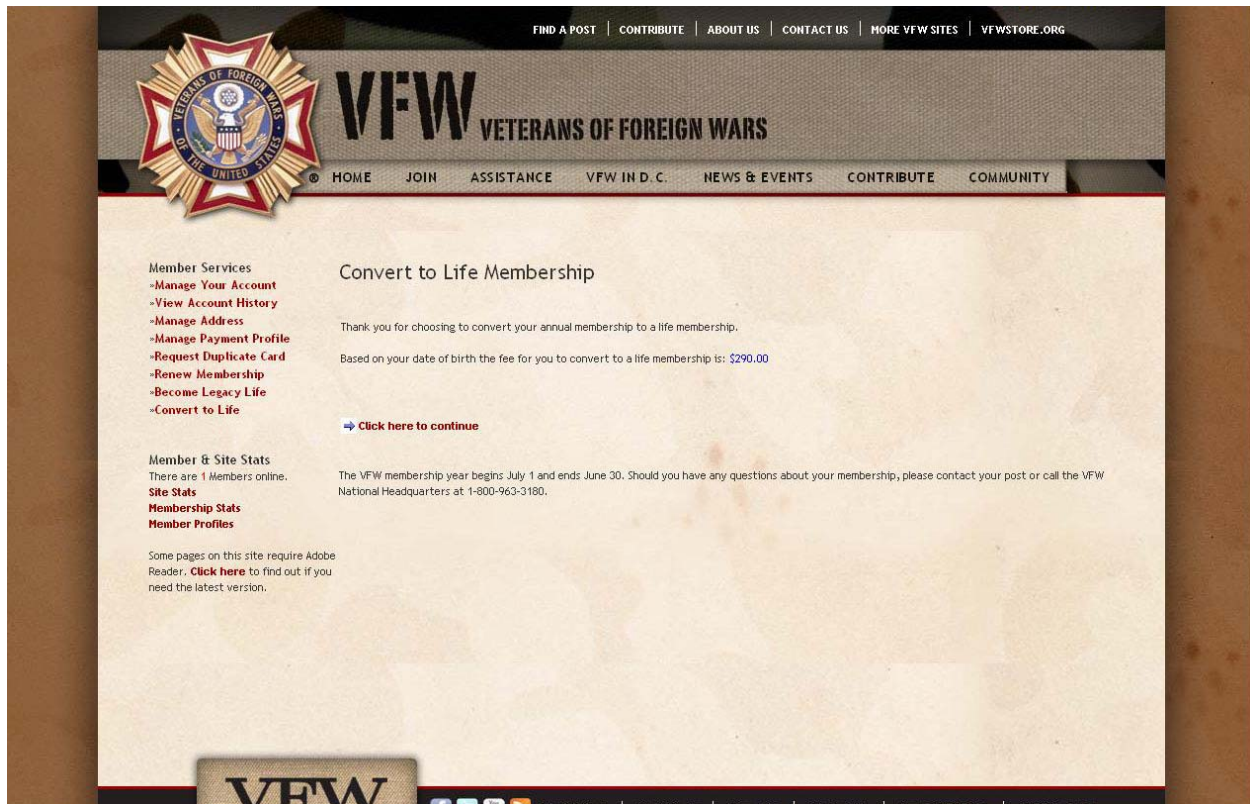 FIND A POST | CONTRIBUTE | ABOUT US | CONTACT US | MORE VFW SITES | VFWSTORE.ORG
VETERANS OF FOREIGN WARS
OF THE UNITED STATES
®
VFW VETERANS OF FOREIGN WARS
HOME JOIN ASSISTANCE VFW IN D.C. NEWS & EVENTS CONTRIBUTE COMMUNITY
Member Services
»Manage Your Account
»View Account History
»Manage Address
»Manage Payment Profile
»Request Duplicate Card
»Renew Membership
»Become Legacy Life
»Convert to Life
Member & Site Stats
There are 1 Members online.
Site Stats
Membership Stats
Member Profiles
Some pages on this site require Adobe
Reader. Click here to find out if you
need the latest version.
Convert to Life Membership
Thank you for choosing to convert your annual membership to a life membership.
Based on your date of birth the fee for you to convert to a life membership is: $290.00
Click here to continue
The VFW membership year begins July 1 and ends June 30. Should you have any questions about your membership, please contact your post or call the VFW
National Headquarters at 1-800-963-3180.
VFW